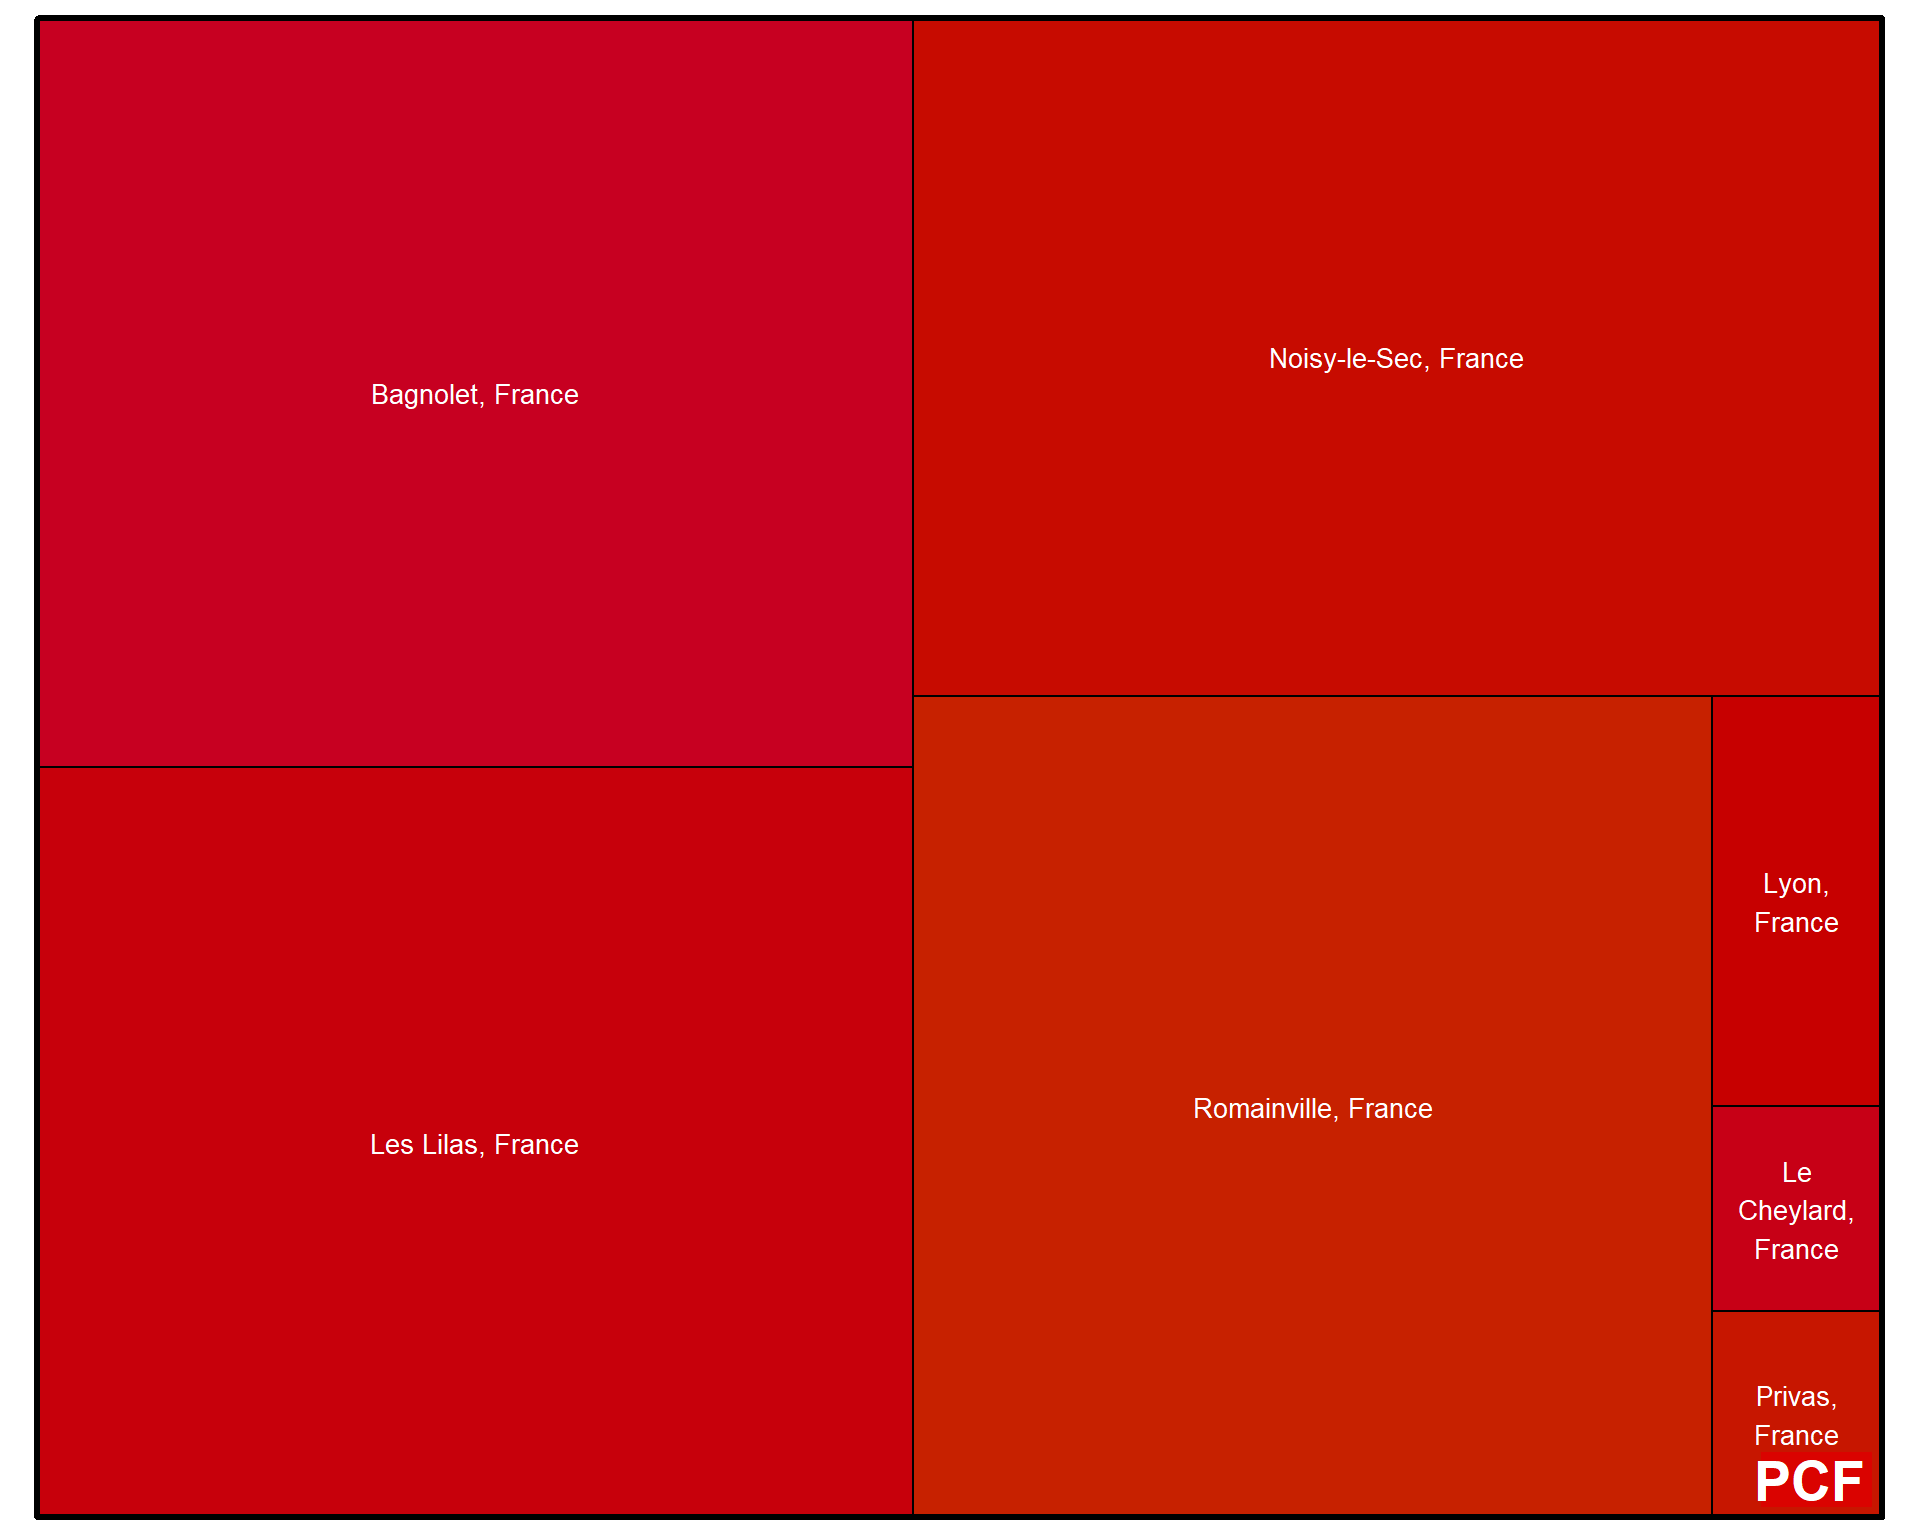 Bagnolet, France
Noisy-le-Sec, France
Les Lilas, France
Romainville, France
Lyon,
France
Le
Cheylard,
France
Privas,
France
PCF